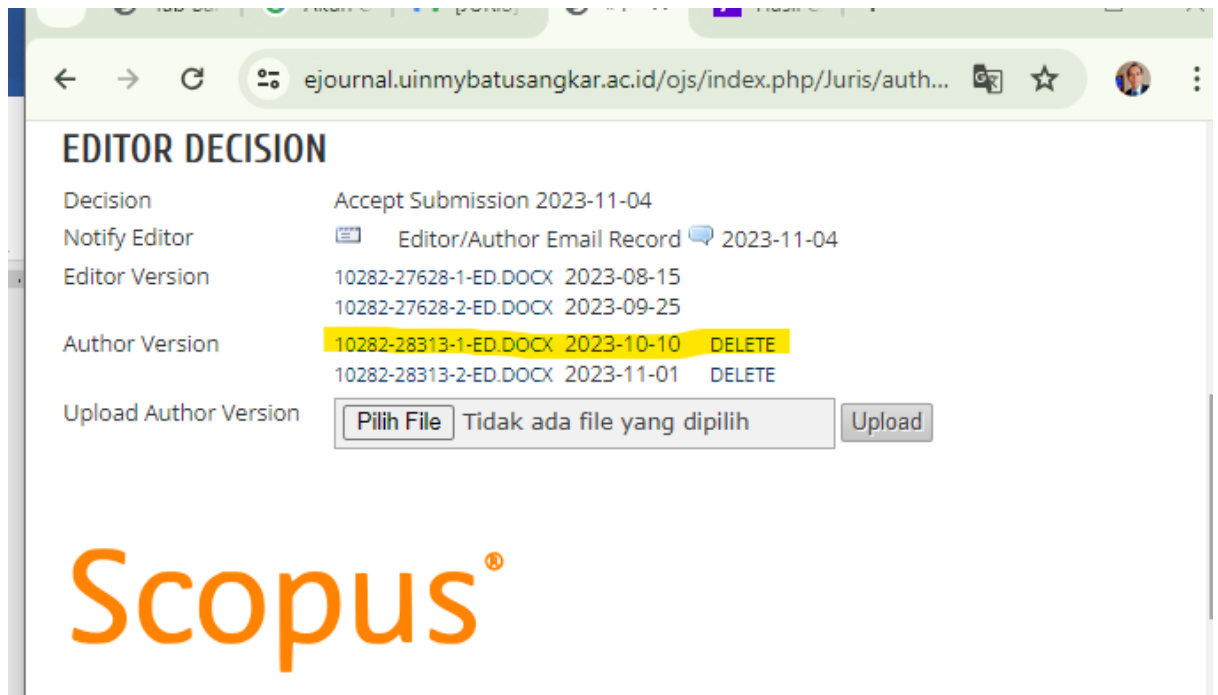 ejournal.uinmybatusangkar.ac.id/ojs/index.php/Juris/auth...
EDITOR DECISION
Decision Accept Submission 2023-11-04
Notify Editor Editor/Author Email Record 2023-11-04
Editor Version 10282-27628-1-ED.DOCX 2023-08-15
10282-27628-2-ED.DOCX 2023-09-25
Author Version 10282-28313-1-ED.DOCX 2023-10-10 DELETE
10282-28313-2-ED.DOCX 2023-11-01 DELETE
Upload Author Version Pilih File Tidak ada file yang dipilih Upload
Scopus®